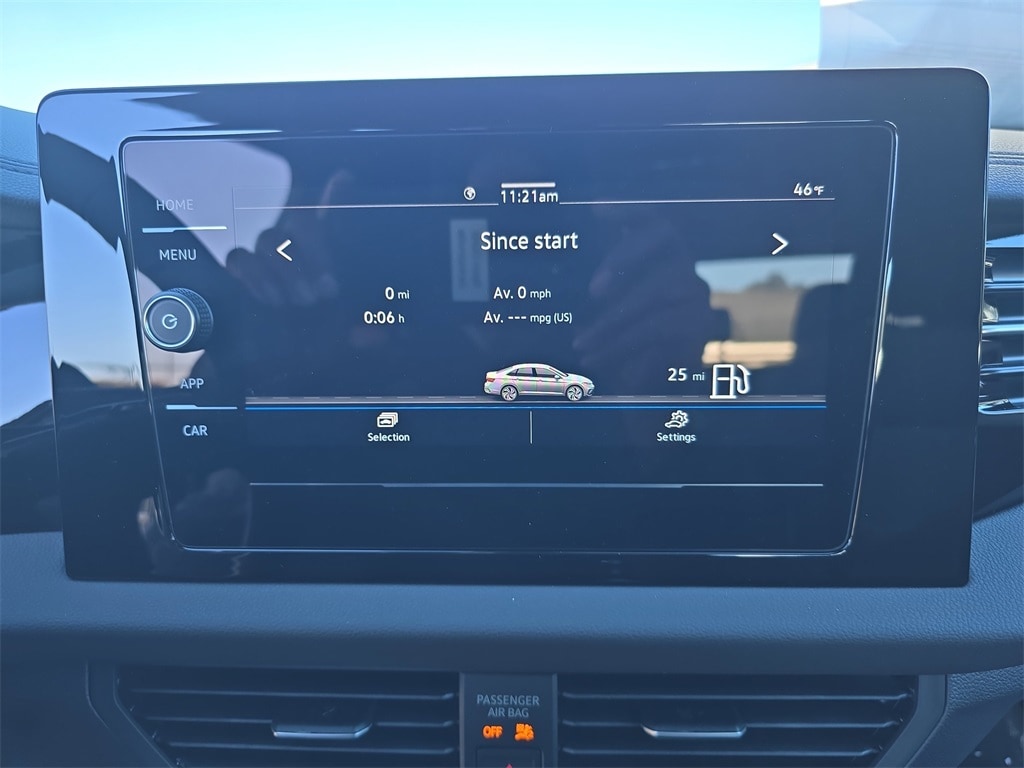 HOME
MENU
APP
CAR
11:21am
46°F
Since start
0 mi
Av. 0 mph
0:06 h
Av. --- mpg (US)
25 mi
Selection
Settings
PASSENGER
AIR BAG
OFF